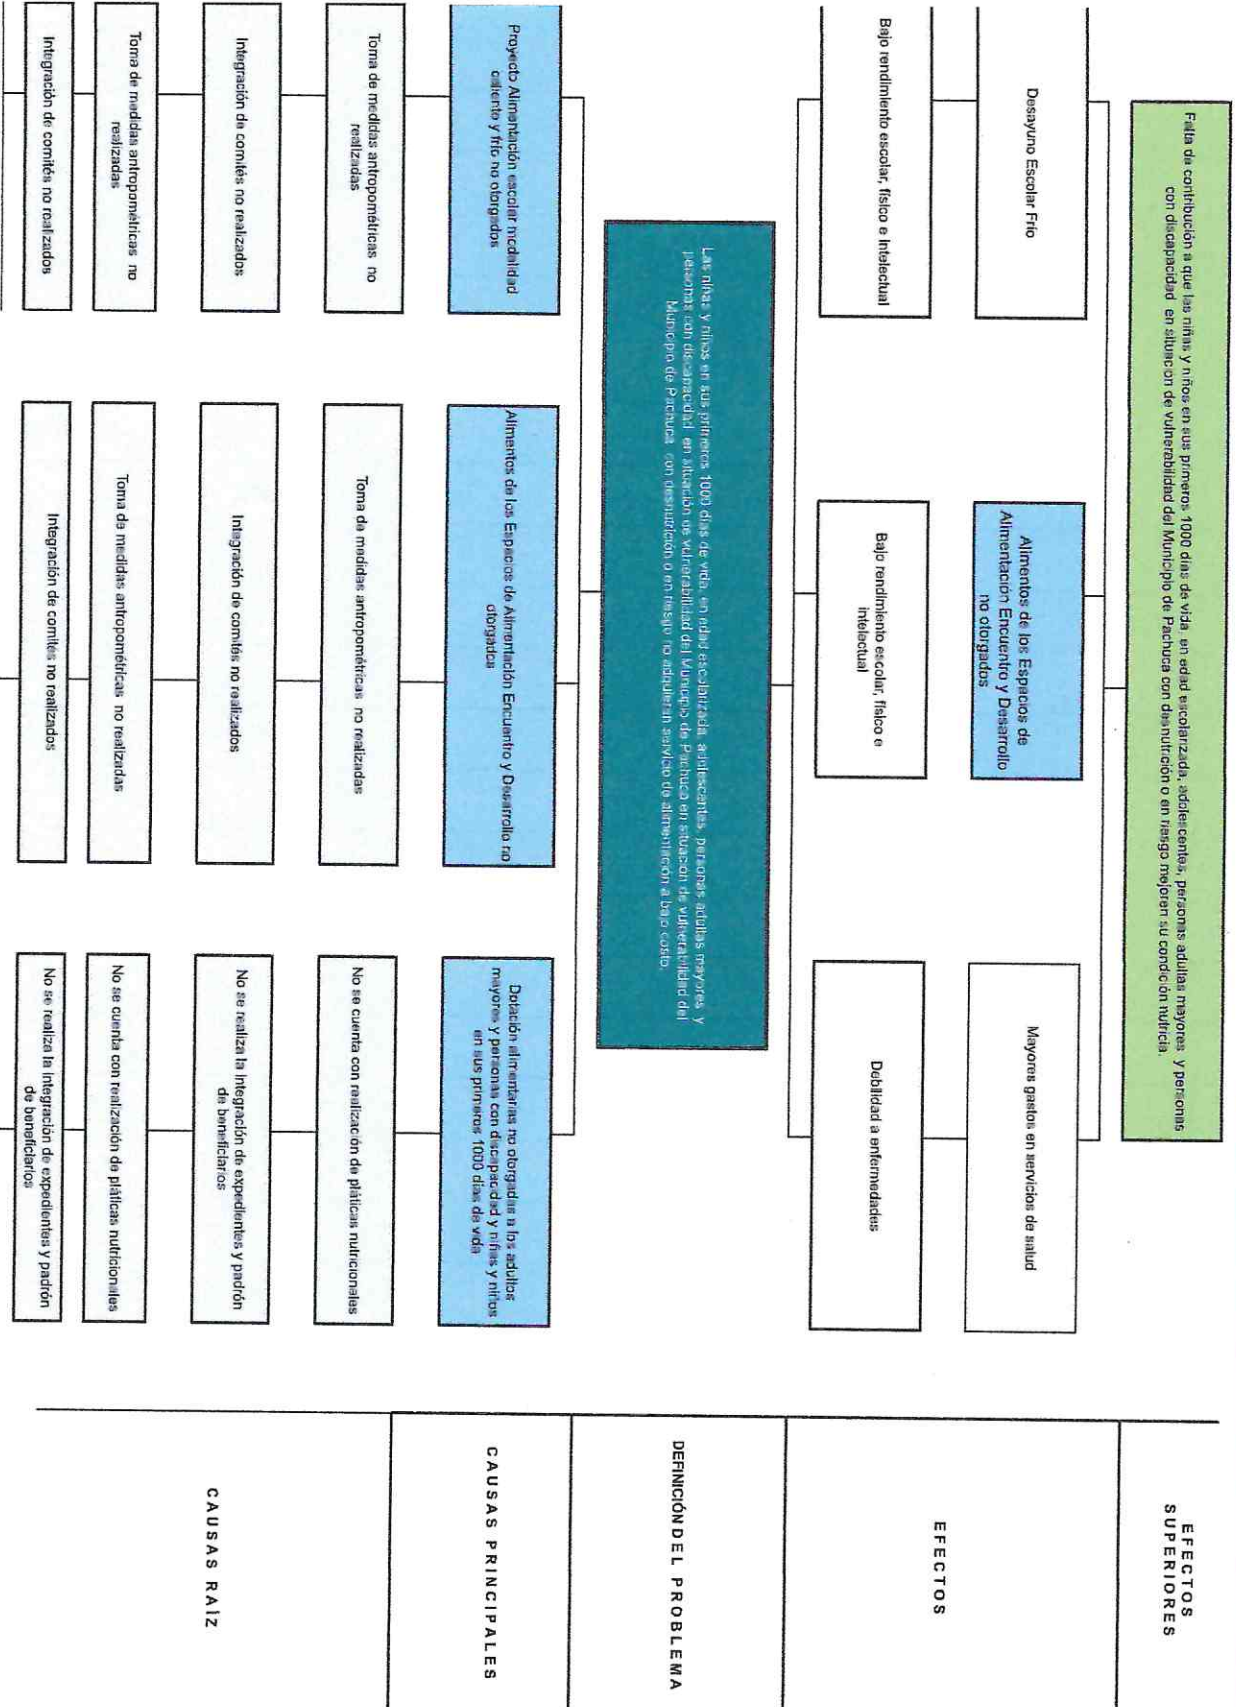 Falta de contribución a que las niñas y niños en sus primeros 1000 días de vida, en edad escolarizada, adolescentes, personas adultas mayores y personas
con discapacidad en situación de vulnerabilidad del Municipio de Pachuca con desnutrición o en riesgo mejoren su condición nutricia.
EFECTOS
SUPERIORES
Desayuno Escolar Frío
Alimentos de los Espacios de
Alimentación Encuentro y Desarrollo
no otorgados
Mayores gastos en servicios de salud
Bajo rendimiento escolar, físico e Intelectual
Bajo rendimiento escolar, físico e
intelectual
Debilidad a enfermedades
EFECTOS
Las niñas y niños en sus primeros 1000 días de vida, en edad escolarizada, adolescentes, personas adultas mayores y
personas con discapacidad en situación de vulnerabilidad del Municipio de Pachuca en situación de vulnerabilidad del
Municipio de Pachuca con desnutrición o en riesgo no adquieran servicio de alimentación a bajo costo.
DEFINICIÓN DEL PROBLEMA
Proyecto Alimentación escolar modalidad
caliente y frío no otorgados
Alimentos de los Espacios de Alimentación Encuentro y Desarrollo no
otorgados
Dotación alimentarias no otorgadas a los adultos
mayores y personas con discapacidad y niñas y niños
en sus primeros 1000 días de vida
CAUSAS PRINCIPALES
Toma de medidas antropométricas no
realizadas
Toma de medidas antropométricas no realizadas
No se cuenta con realización de pláticas nutricionales
Integración de comités no realizados
Integración de comités no realizados
No se realiza la integración de expedientes y padrón
de beneficiarios
Toma de medidas antropométricas no
realizadas
Toma de medidas antropométricas no realizadas
No se cuenta con realización de pláticas nutricionales
Integración de comités no realizados
Integración de comités no realizados
No se realiza la integración de expedientes y padrón
de beneficiarios
CAUSAS RAÍZ